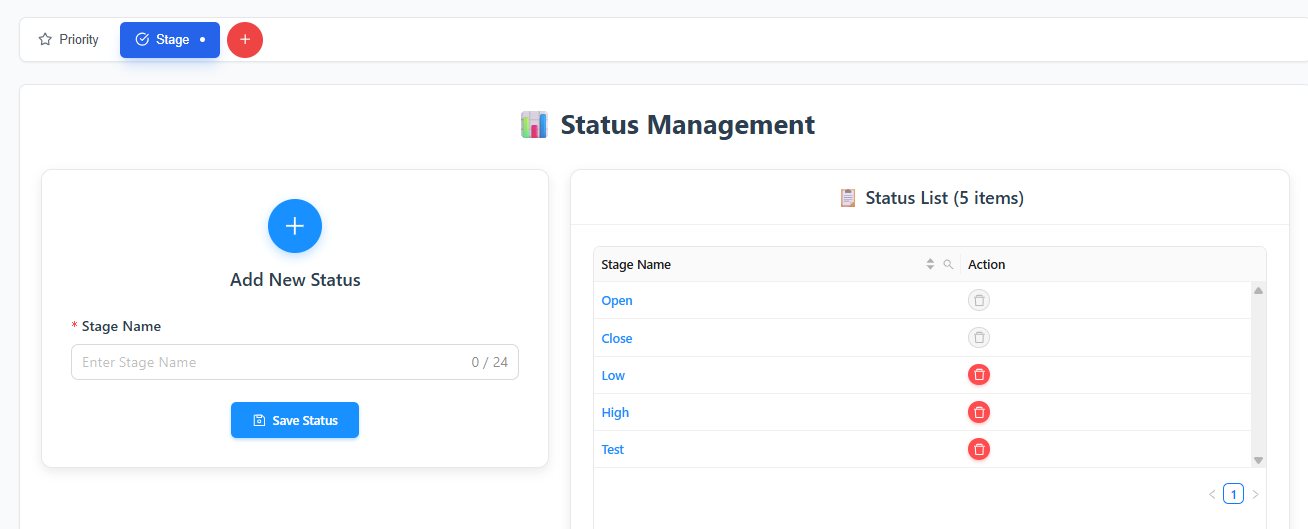 Priority
Stage
Status Management
Add New Status
* Stage Name
Enter Stage Name 0 / 24
Save Status
Status List (5 items)
Stage Name Action
Open
Close
Low
High
Test
< 1 >